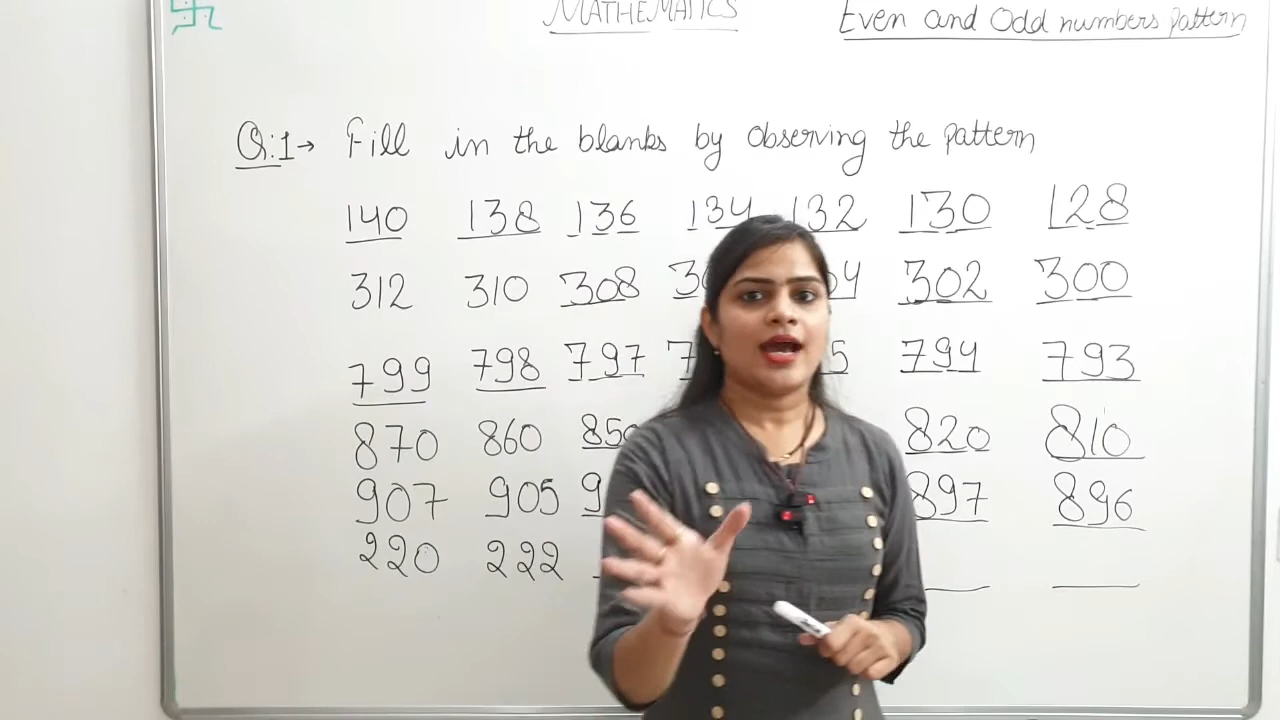 MATHEMATICS Even and Odd numbers pattern
Q:1→ Fill in the blanks by observing the pattern
140 138 136 134 132 130 128
312 310 308 302 300
799 798 797 794 793
870 860 850 820 810
907 905 897 896
220 222